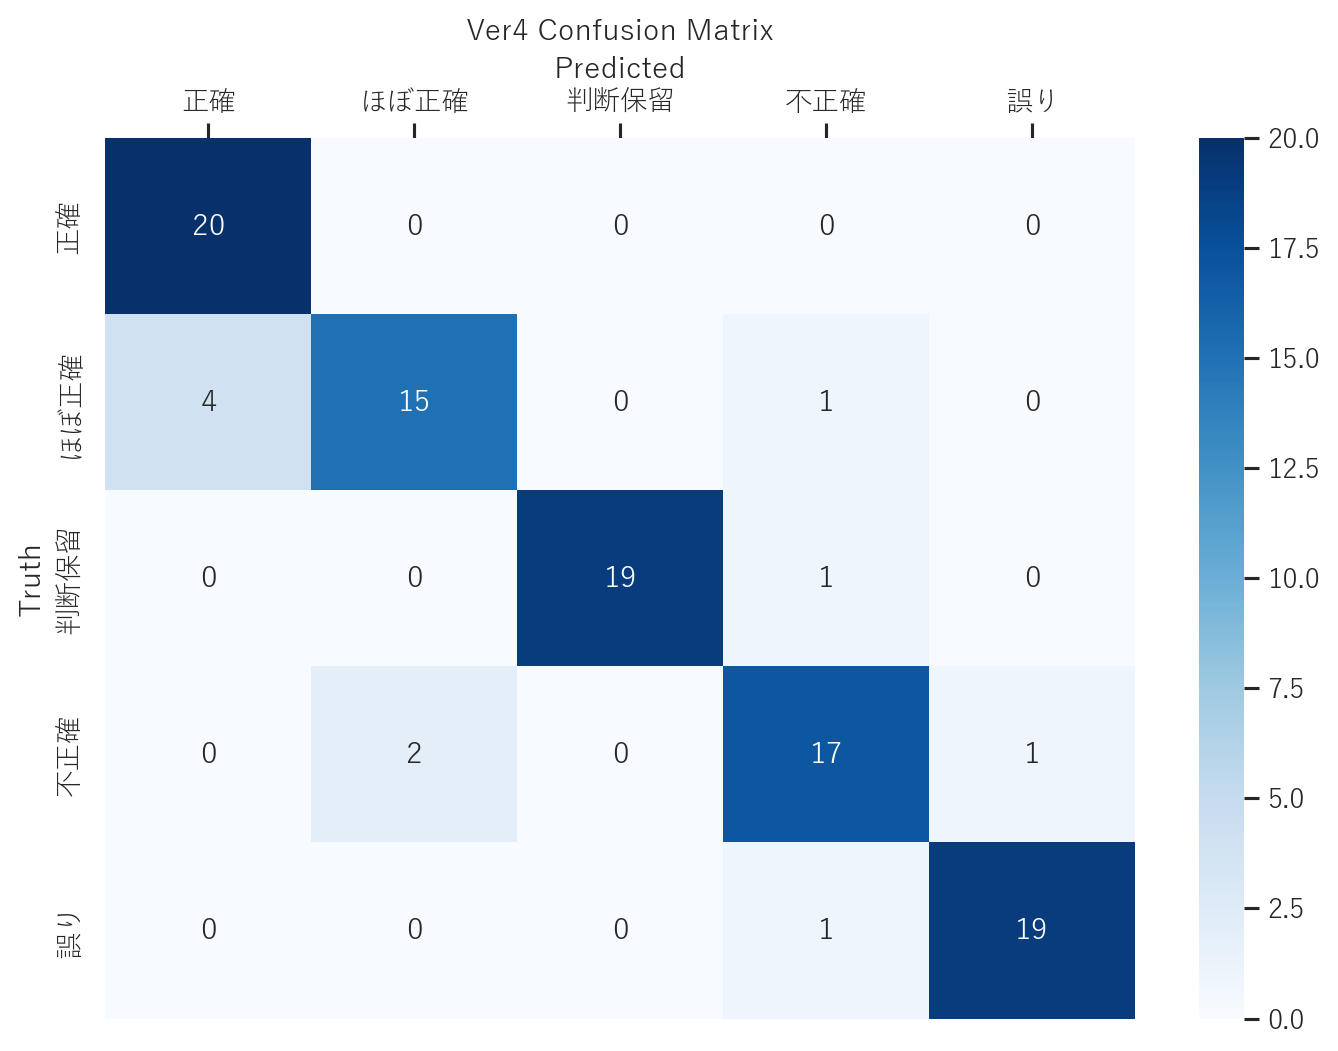 Ver4 Confusion Matrix
Predicted
正確 ほぼ正確 判断保留 不正確 誤り
Truth
正確 20 0 0 0 0
ほぼ正確 4 15 0 1 0
判断保留 0 0 19 1 0
不正確 0 2 0 17 1
誤り 0 0 0 1 19
20.0
17.5
15.0
12.5
10.0
7.5
5.0
2.5
0.0